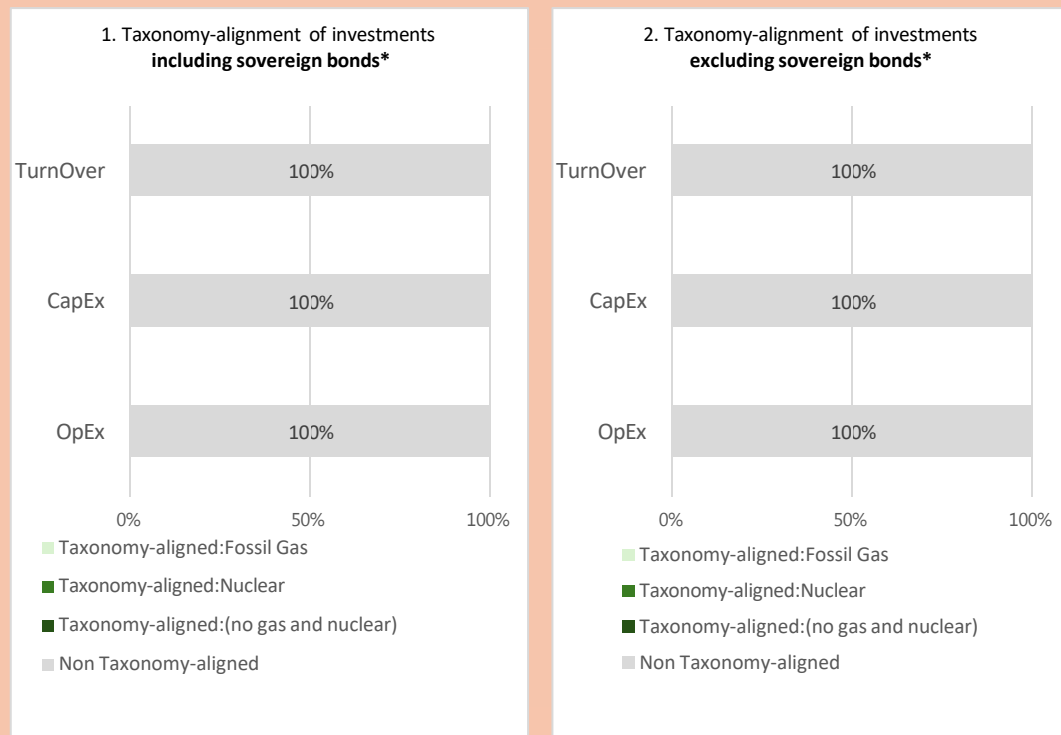 1. Taxonomy-alignment of investments
including sovereign bonds*
TurnOver
100%
CapEx
100%
OpEx
100%
0% 50% 100%
Taxonomy-aligned:Fossil Gas
Taxonomy-aligned:Nuclear
Taxonomy-aligned:(no gas and nuclear)
Non Taxonomy-aligned
2. Taxonomy-alignment of investments
excluding sovereign bonds*
TurnOver
100%
CapEx
100%
OpEx
100%
0% 50% 100%
Taxonomy-aligned:Fossil Gas
Taxonomy-aligned:Nuclear
Taxonomy-aligned:(no gas and nuclear)
Non Taxonomy-aligned